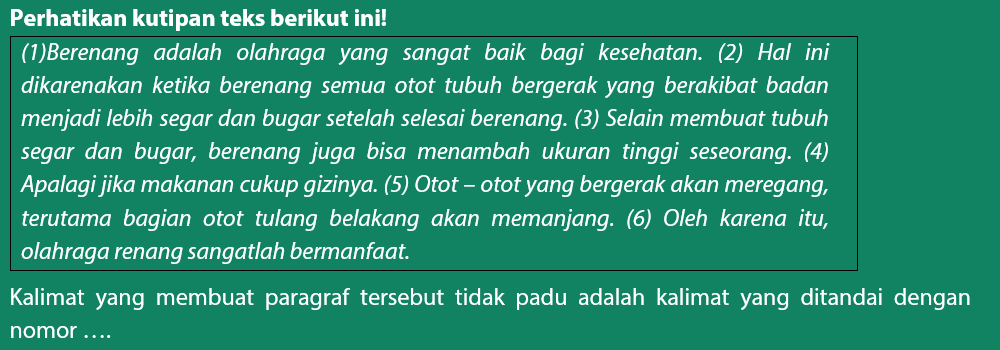 Perhatikan kutipan teks berikut ini!
(1)Berenang adalah olahraga yang sangat baik bagi kesehatan. (2) Hal ini
dikarenakan ketika berenang semua otot tubuh bergerak yang berakibat badan
menjadi lebih segar dan bugar setelah selesai berenang. (3) Selain membuat tubuh
segar dan bugar, berenang juga bisa menambah ukuran tinggi seseorang. (4)
Apalagi jika makanan cukup gizinya. (5) Otot – otot yang bergerak akan meregang,
terutama bagian otot tulang belakang akan memanjang. (6) Oleh karena itu,
olahraga renang sangatlah bermanfaat.
Kalimat yang membuat paragraf tersebut tidak padu adalah kalimat yang ditandai dengan
nomor ….